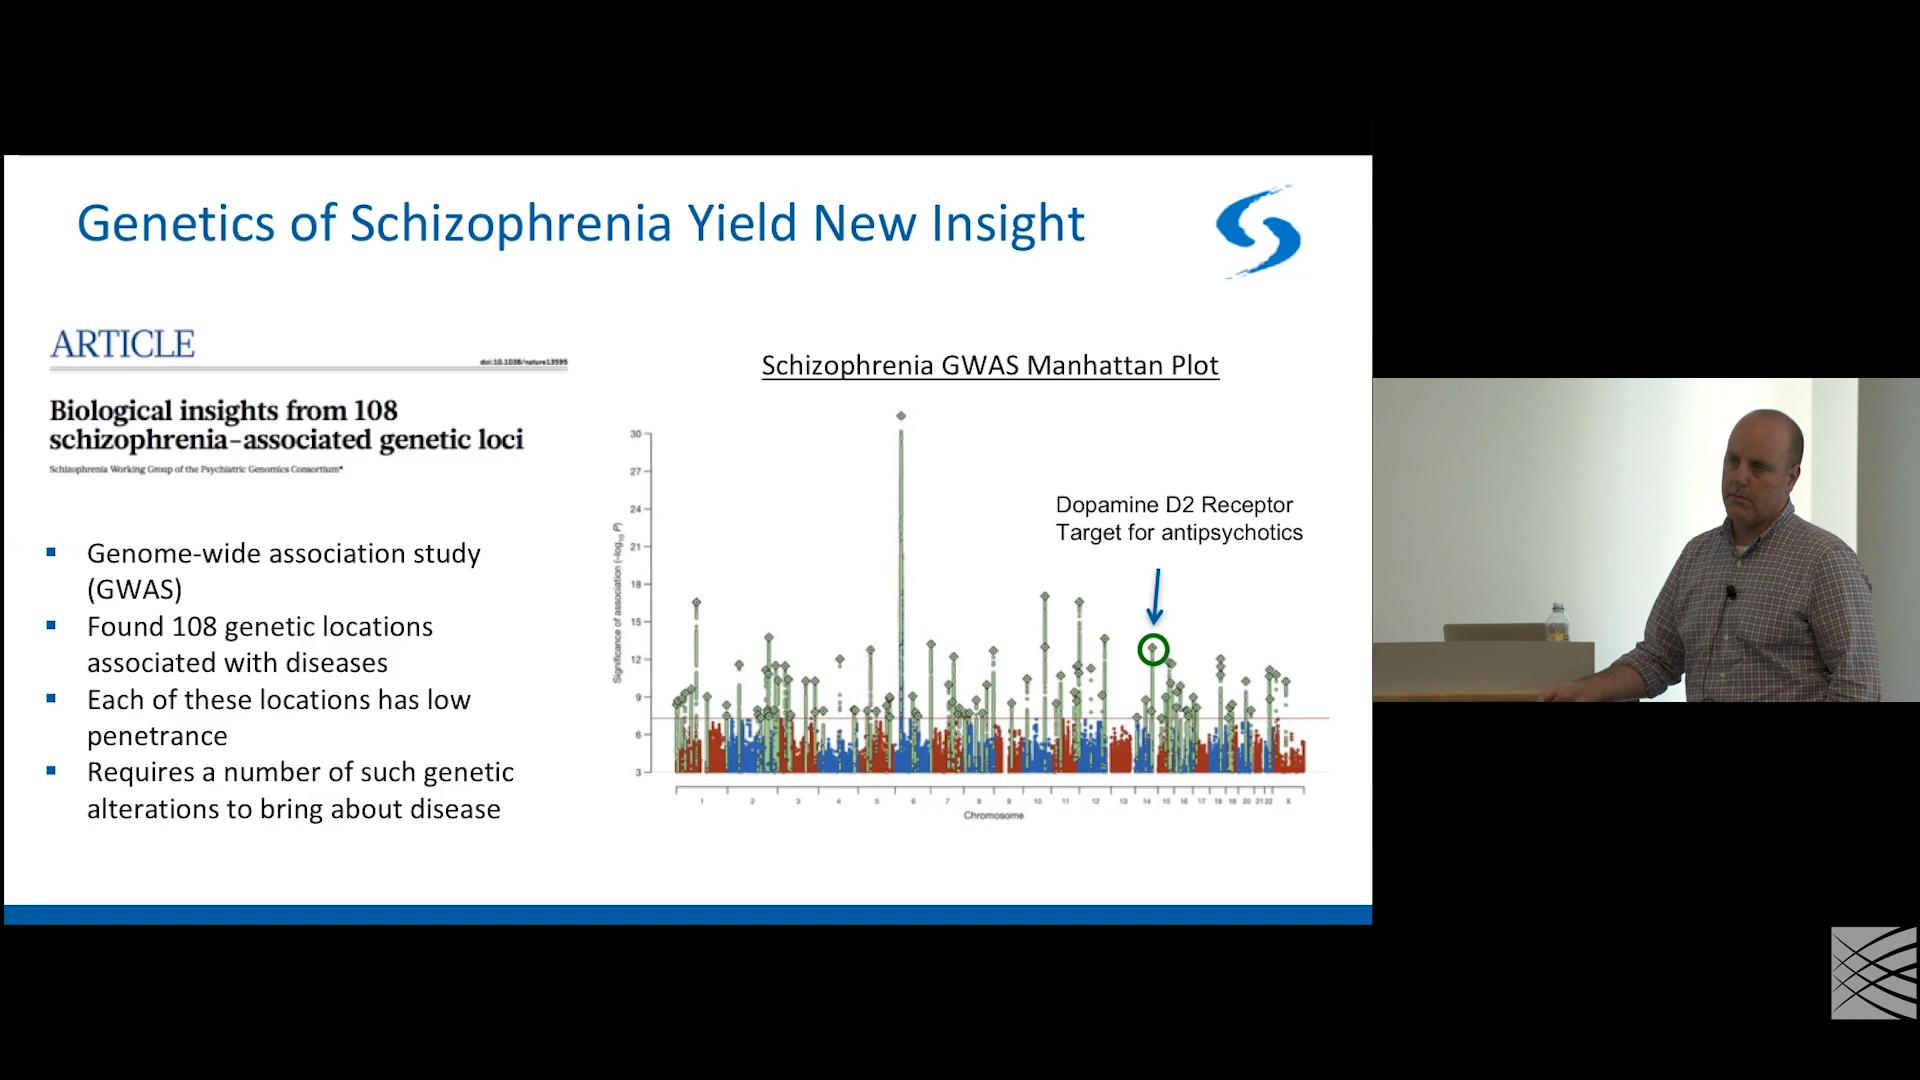 Genetics of Schizophrenia Yield New Insight
ARTICLE
doi:10.1038/nature13595
Biological insights from 108
schizophrenia-associated genetic loci
Schizophrenia Working Group of the Psychiatric Genomics Consortium*
Genome-wide association study
(GWAS)
Found 108 genetic locations
associated with diseases
Each of these locations has low
penetrance
Requires a number of such genetic
alterations to bring about disease
Schizophrenia GWAS Manhattan Plot
Dopamine D2 Receptor
Target for antipsychotics
Significance of association (–log10 P)
30
27
24
21
18
15
12
9
6
3
1 2 3 4 5 6 7 8 9 10 11 12 13 14 15 16 17 18 19 20 21 22 X
Chromosome